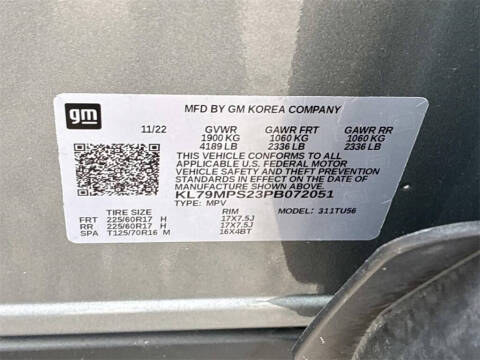 gm
MFD BY GM KOREA COMPANY
11/22 GVWR GAWR FRT GAWR RR
1900 KG 1060 KG 1060 KG
4189 LB 2336 LB 2336 LB
THIS VEHICLE CONFORMS TO ALL
APPLICABLE U.S. FEDERAL MOTOR
VEHICLE SAFETY AND THEFT PREVENTION
STANDARDS IN EFFECT ON THE DATE OF
MANUFACTURE SHOWN ABOVE.
KL79MPS23PB072051
TYPE: MPV MODEL: 311TU56
TIRE SIZE RIM
FRT 225/60R17 H 17X7.5J
RR 225/60R17 H 17X7.5J
SPA T125/70R16 M 16X4BT